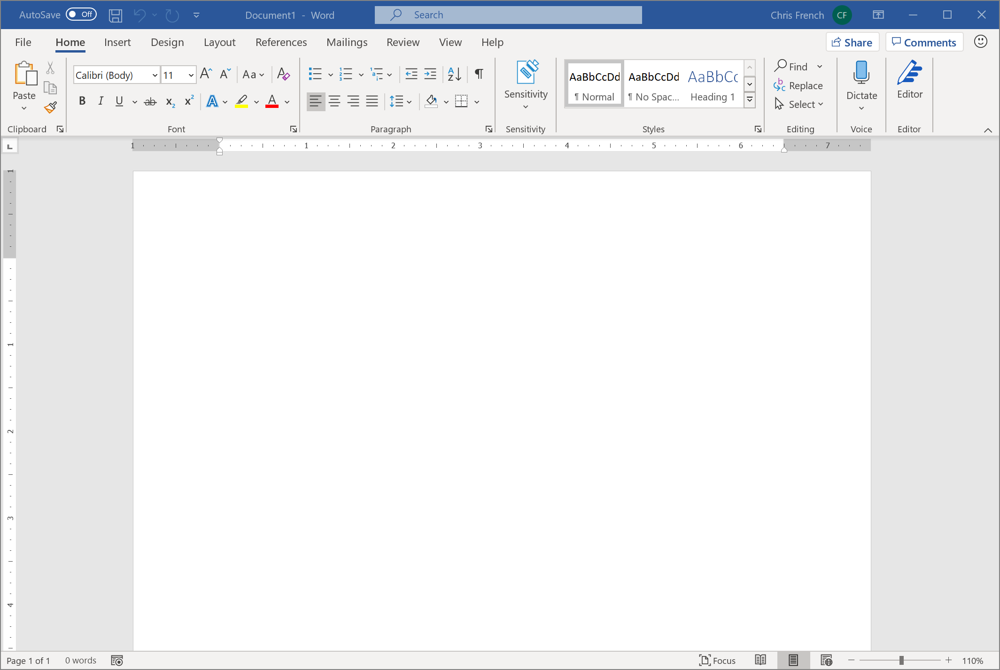 AutoSave Off Document1 - Word Search Chris French CF
File Home Insert Design Layout References Mailings Review View Help Share Comments
Paste
Clipboard
Calibri (Body) 11 Aa
B I U ab x2 x2 A A
Font
Paragraph
Sensitivity
Sensitivity
AaBbCcDd AaBbCcDd AaBbCc
¶ Normal ¶ No Spac... Heading 1
Styles
Find
Replace
Select
Editing
Dictate
Voice
Editor
Editor
1 1 2 3 4 5 6 7
1
1
2
3
4
Page 1 of 1 0 words Focus 110%